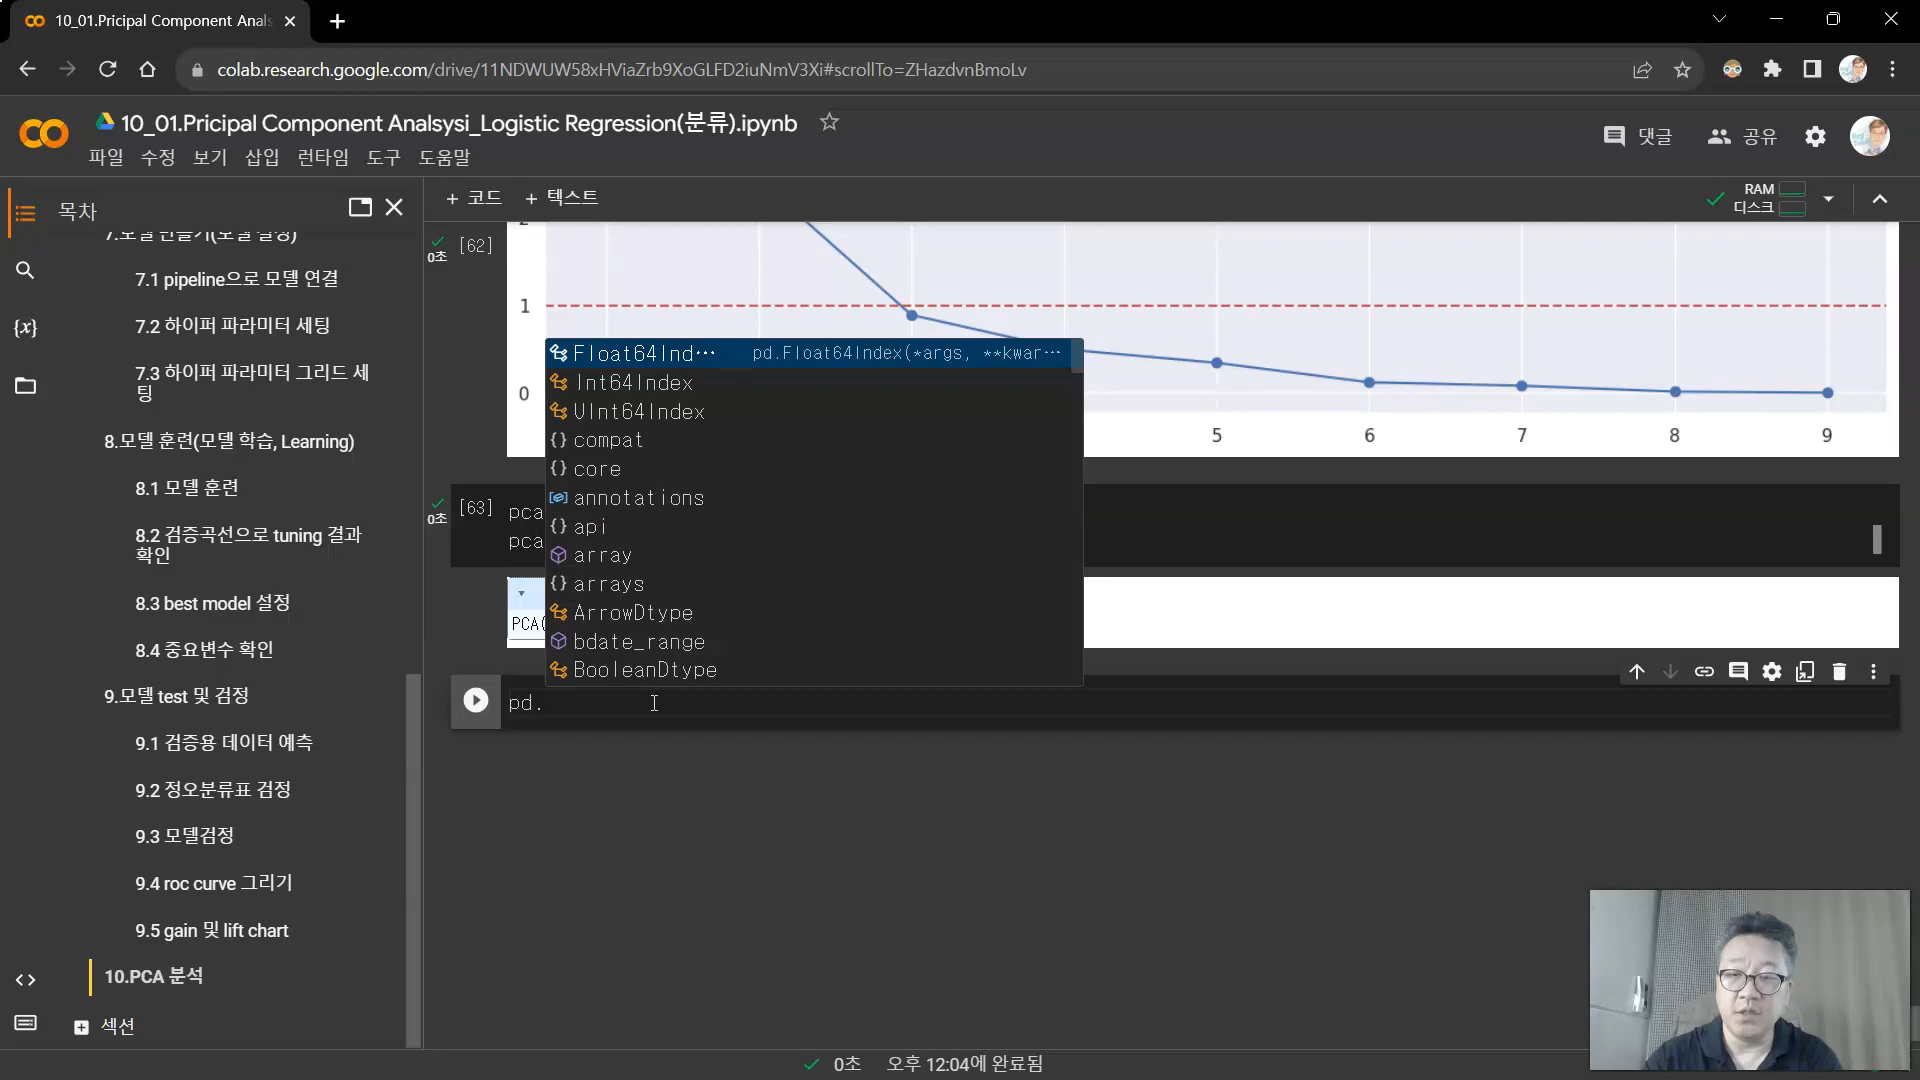 10_01.Pricipal Component Anals
colab.research.google.com/drive/11NDWUW58xHViaZrb9XoGLFD2iuNmV3Xi#scrollTo=ZHazdvnBmoLv
10_01.Pricipal Component Analsysi_Logistic Regression(분류).ipynb
댓글
공유
파일 수정 보기 삽입 런타임 도구 도움말
목차
+ 코드 + 텍스트
RAM
디스크
7.모델 만들기(모델 설정)
7.1 pipeline으로 모델 연결
7.2 하이퍼 파라미터 세팅
7.3 하이퍼 파라미터 그리드 세
팅
8.모델 훈련(모델 학습, Learning)
8.1 모델 훈련
8.2 검증곡선으로 tuning 결과
확인
8.3 best model 설정
8.4 중요변수 확인
9.모델 test 및 검정
9.1 검증용 데이터 예측
9.2 정오분류표 검정
9.3 모델검정
9.4 roc curve 그리기
9.5 gain 및 lift chart
10.PCA 분석
섹션
0초 [62]
2
1
0
5 6 7 8 9
0초 [63]
pca
pca
PCA(
Float64Ind… pd.Float64Index(*args, **kwar…
Int64Index
UInt64Index
compat
core
annotations
api
array
arrays
ArrowDtype
bdate_range
BooleanDtype
pd.
0초 오후 12:04에 완료됨